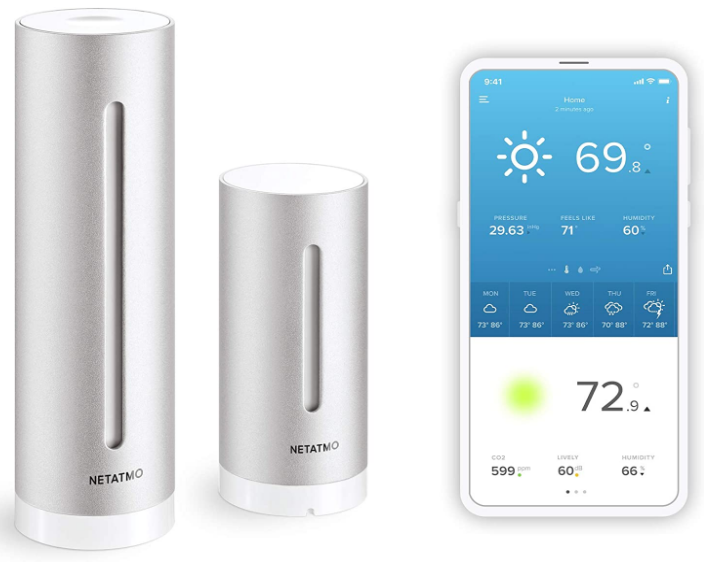 NETATMO
NETATMO
9:41
Home
2 minutes ago
69.8°
PRESSURE FEELS LIKE HUMIDITY
29.63 inHg 71° 60%
MON TUE WED THU FRI
73° 86° 73° 86° 73° 86° 70° 88° 72° 88°
72.9°
CO2 LIVELY HUMIDITY
599 ppm 60 dB 66%